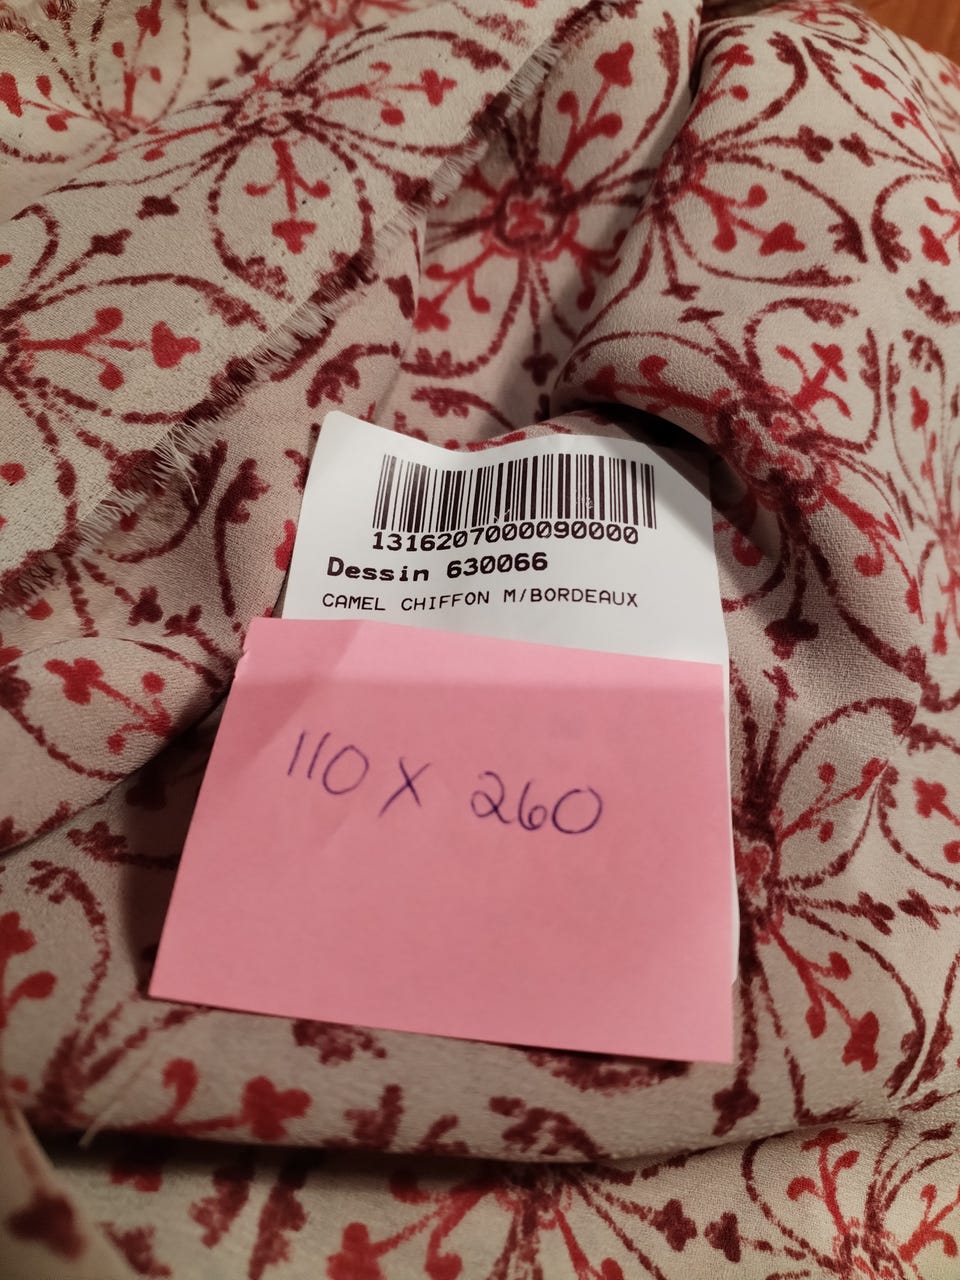 1316207000090000
Dessin 630066
CAMEL CHIFFON M/BORDEAUX
110 X 260